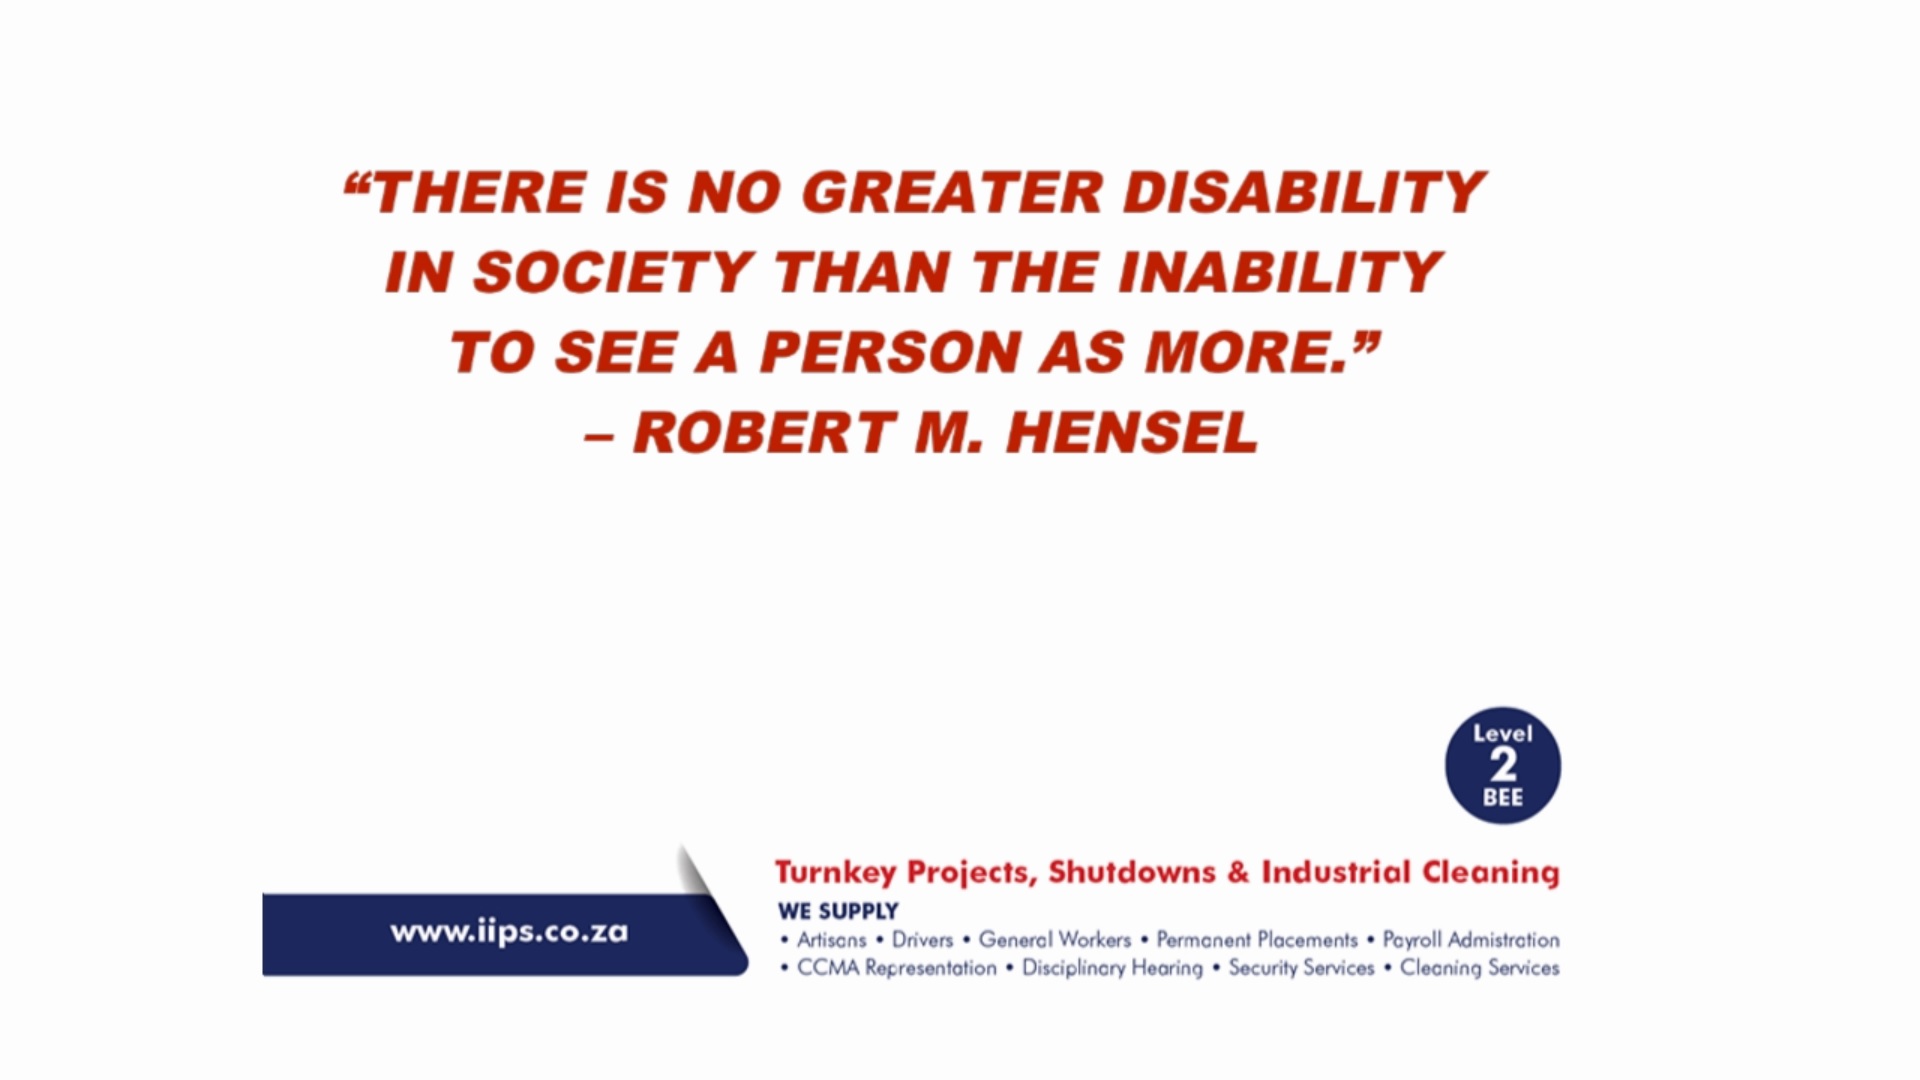 “THERE IS NO GREATER DISABILITY
IN SOCIETY THAN THE INABILITY
TO SEE A PERSON AS MORE.”
– ROBERT M. HENSEL
Level
2
BEE
www.iips.co.za
Turnkey Projects, Shutdowns & Industrial Cleaning
WE SUPPLY
• Artisans • Drivers • General Workers • Permanent Placements • Payroll Admistration
• CCMA Representation • Disciplinary Hearing • Security Services • Cleaning Services